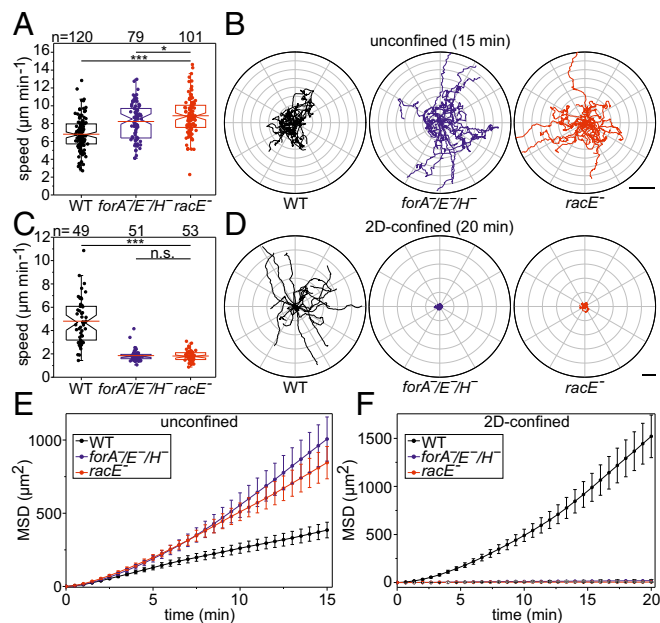 A
n=120 79 101
*
***
speed (µm min⁻¹)
16
14
12
10
8
6
4
2
0
WT forA⁻/E⁻/H⁻ racE⁻
B
unconfined (15 min)
WT
forA⁻/E⁻/H⁻
racE⁻
C
n= 49 51 53
***
n.s.
speed (µm min⁻¹)
12
10
8
6
4
2
0
WT forA⁻/E⁻/H⁻ racE⁻
D
2D-confined (20 min)
WT
forA⁻/E⁻/H⁻
racE⁻
E
unconfined
WT
forA⁻/E⁻/H⁻
racE⁻
MSD (µm²)
1000
500
250
0
0 5 10 15
time (min)
F
2D-confined
WT
forA⁻/E⁻/H⁻
racE⁻
MSD (µm²)
1500
1000
500
250
0
0 5 10 15 20
time (min)